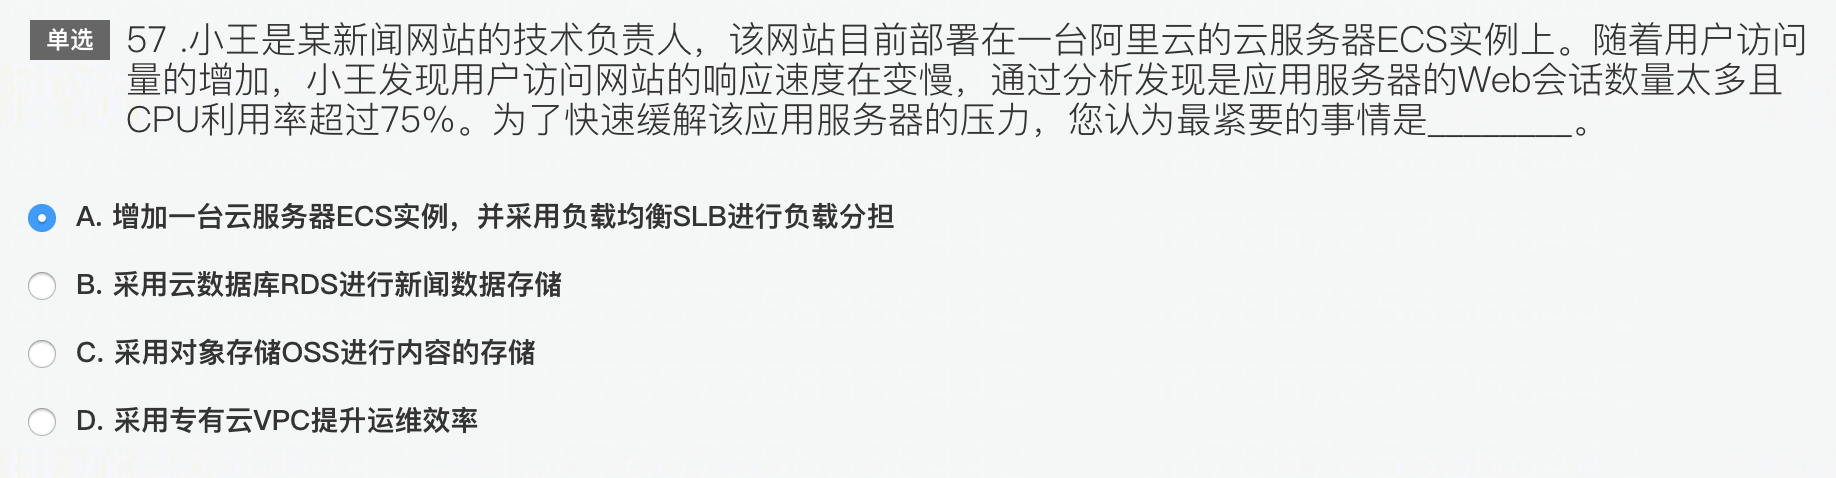 单选 57 .小王是某新闻网站的技术负责人，该网站目前部署在一台阿里云的云服务器ECS实例上。随着用户访问
量的增加，小王发现用户访问网站的响应速度在变慢，通过分析发现是应用服务器的Web会话数量太多且
CPU利用率超过75%。为了快速缓解该应用服务器的压力，您认为最紧要的事情是________。
A. 增加一台云服务器ECS实例，并采用负载均衡SLB进行负载分担
B. 采用云数据库RDS进行新闻数据存储
C. 采用对象存储OSS进行内容的存储
D. 采用专有云VPC提升运维效率